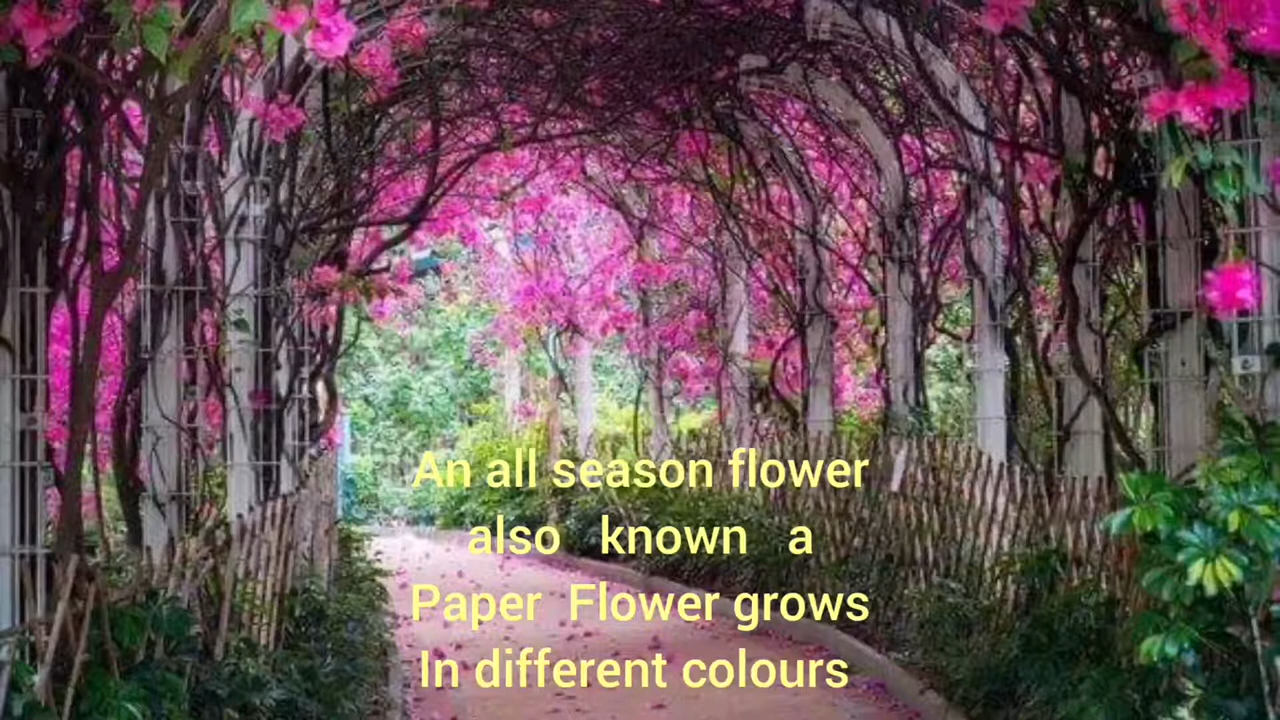 An all season flower
also known a
Paper Flower grows
In different colours